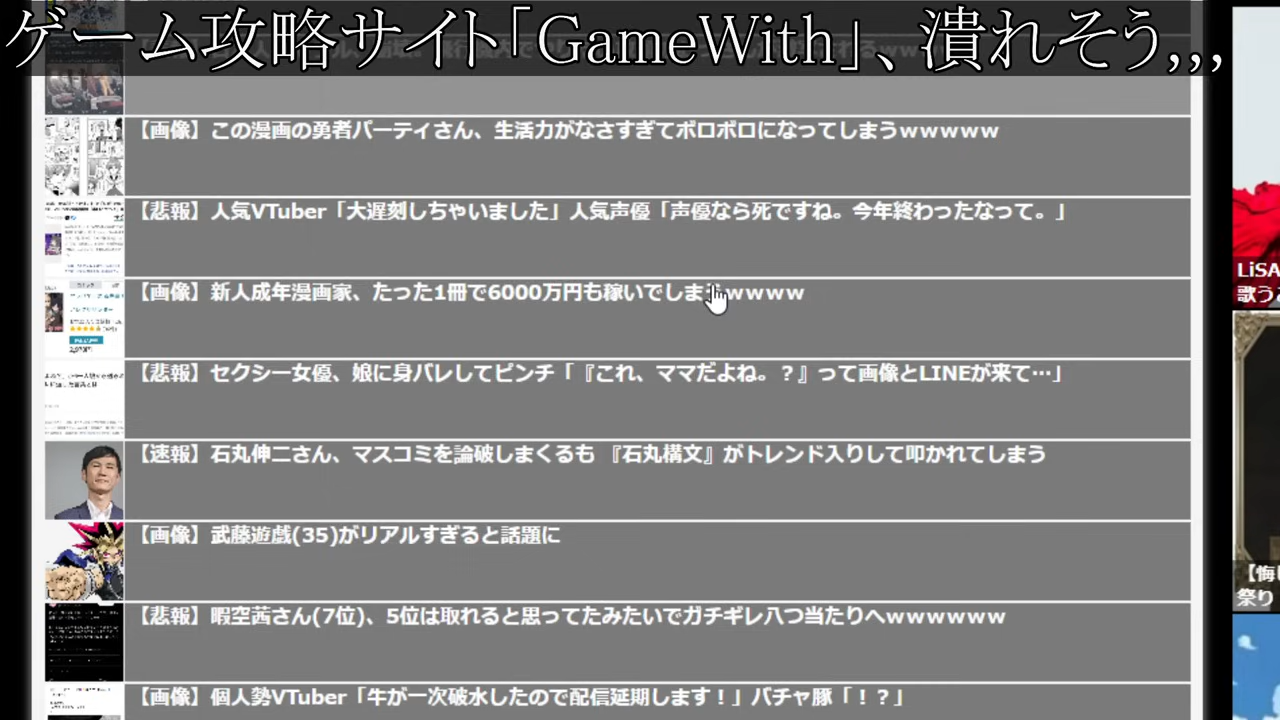 ゲーム攻略サイト「GameWith」、潰れそう,,,
【画像】この漫画の勇者パーティさん、生活力がなさすぎてボロボロになってしまうｗｗｗｗｗ
【悲報】人気VTuber「大遅刻しちゃいました」人気声優「声優なら死ですね。今年終わったなって。」
【画像】新人成年漫画家、たった1冊で6000万円も稼いでしまうｗｗｗｗ
【悲報】セクシー女優、娘に身バレしてピンチ「『これ、ママだよね。？』って画像とLINEが来て…」
【速報】石丸伸二さん、マスコミを論破しまくるも 『石丸構文』がトレンド入りして叩かれてしまう
【画像】武藤遊戯(35)がリアルすぎると話題に
【悲報】暇空茜さん(7位)、5位は取れると思ってたみたいでガチギレ八つ当たりへｗｗｗｗｗｗ
【画像】個人勢VTuber「牛が一次破水したので配信延期します！」バチャ豚「！？」
LiSA
歌う
【悔し
祭り